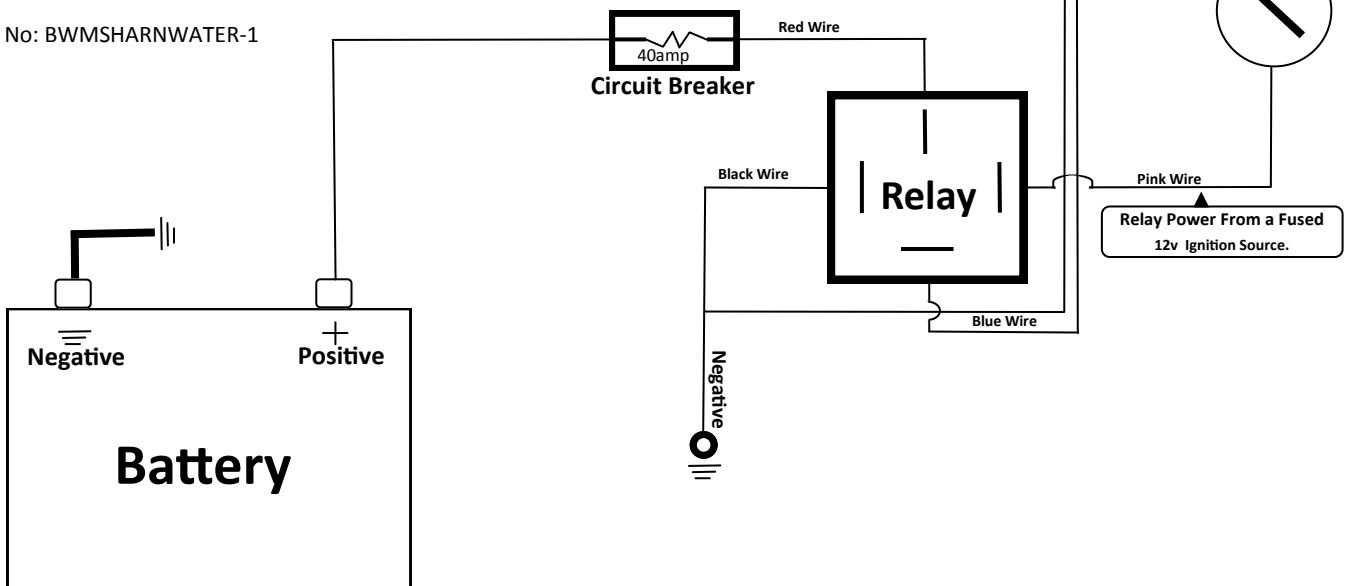 No: BWMSHARNWATER-1
Red Wire
40amp
Circuit Breaker
Black Wire
Relay
Pink Wire
Relay Power From a Fused
12v Ignition Source.
Blue Wire
Negative
Positive
Negative
Battery